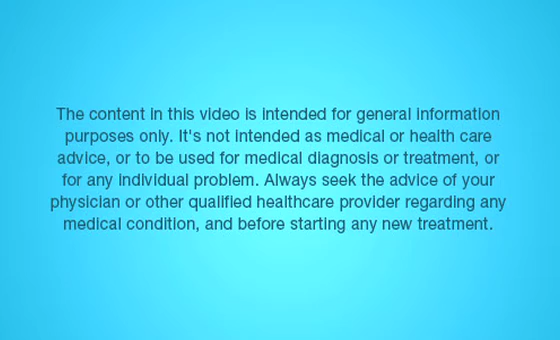 The content in this video is intended for general information
purposes only. It's not intended as medical or health care
advice, or to be used for medical diagnosis or treatment, or
for any individual problem. Always seek the advice of your
physician or other qualified healthcare provider regarding any
medical condition, and before starting any new treatment.